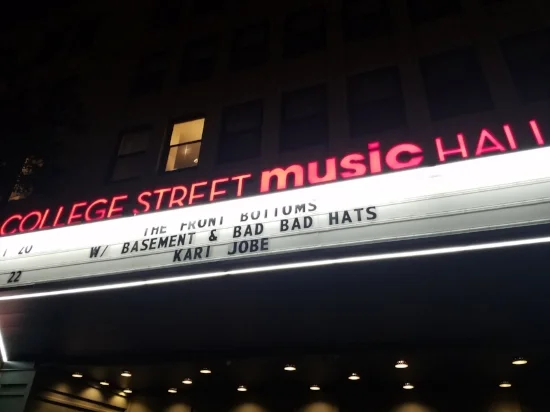 COLLEGE STREET music HALL
THE FRONT BOTTOMS
20 W/ BASEMENT & BAD BAD HATS
22 KARI JOBE